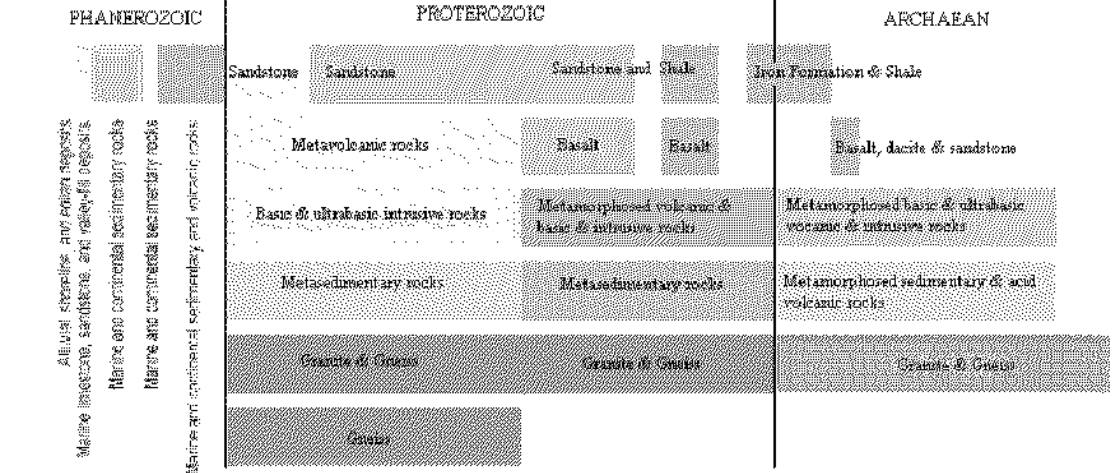 PHANEROZOIC
PROTEROZOIC
ARCHAEAN
Sandstone
Sandstone
Sandstone and Shale
Iron Formation & Shale
Metavolcanic rocks
Basalt
Basalt
Basalt, dacite & sandstone
Basic & ultrabasic intrusive rocks
Metamorphosed volcanic &
basic & intrusive rocks
Metamorphosed basic & ultrabasic
vocanic & intrusive rocks
Metasedimentary rocks
Metasedimentary rocks
Metamorphosed sedimentary & acid
volcanic rocks
Granite & Gneiss
Granite & Gneiss
Granite & Gneiss
Gneiss
Alluvial, shoreline, and eolian deposits
Marine limestone, sandstone, and valley-fill deposits
Marine and continental sedimentary rocks
Marine and continental sedimentary rocks
Marine and continental sedimentary and volcanic rocks